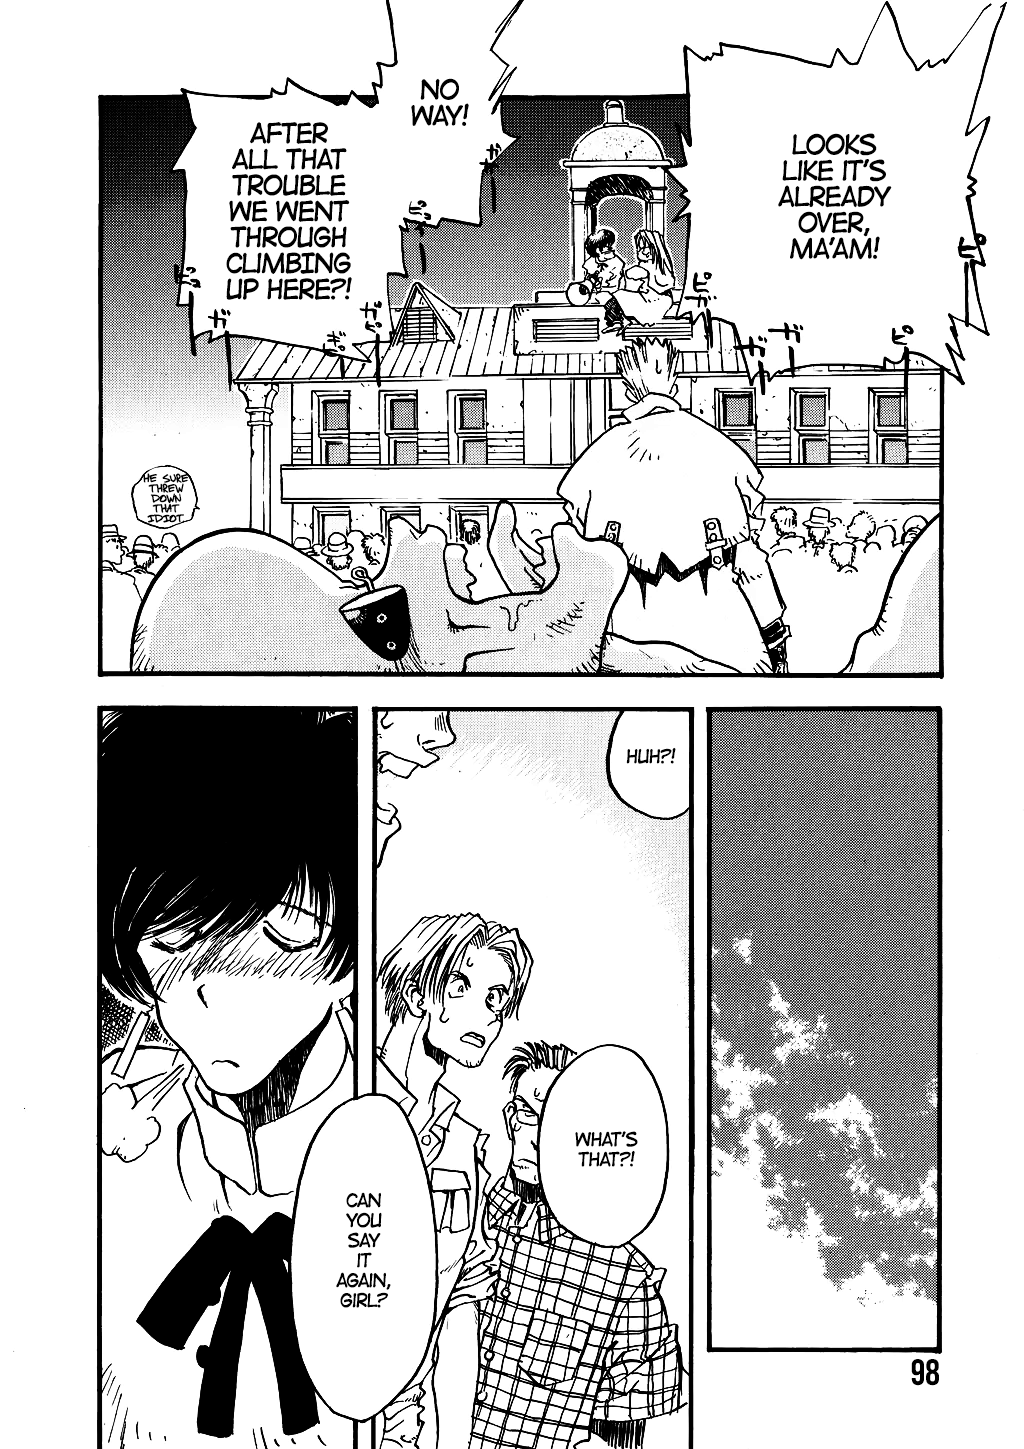 LOOKS
LIKE IT'S
ALREADY
OVER,
MA'AM!
NO
WAY!
AFTER
ALL THAT
TROUBLE
WE WENT
THROUGH
CLIMBING
UP HERE?!
HE SURE
THREW
DOWN
THAT
IDIOT.
HUH?!
WHAT'S
THAT?!
CAN
YOU
SAY
IT
AGAIN,
GIRL?
98